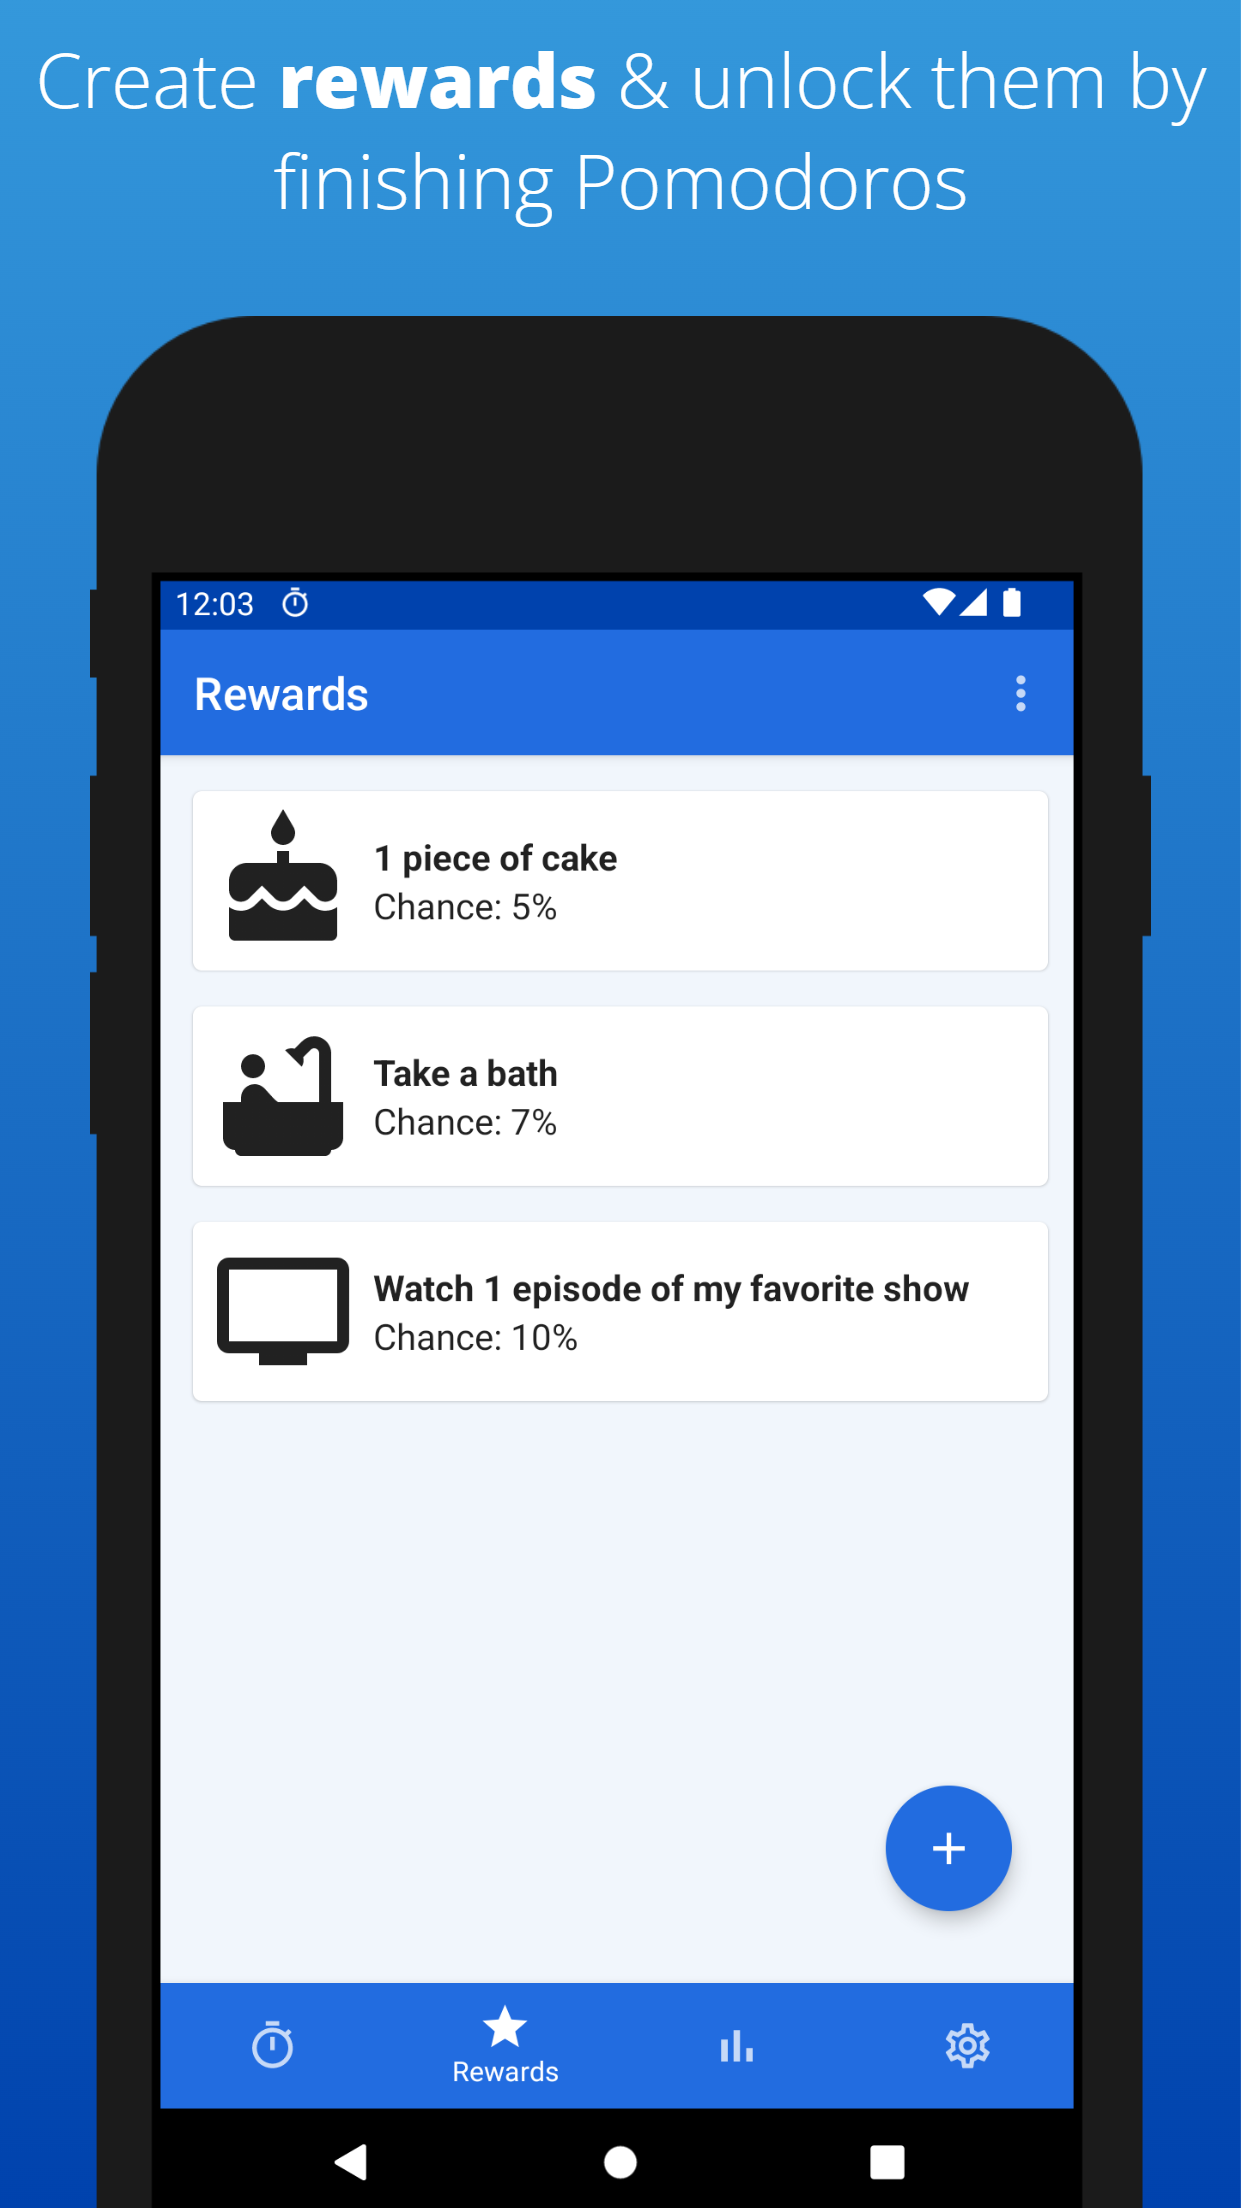 Create rewards & unlock them by
finishing Pomodoros
12:03
Rewards
1 piece of cake
Chance: 5%
Take a bath
Chance: 7%
Watch 1 episode of my favorite show
Chance: 10%
Rewards